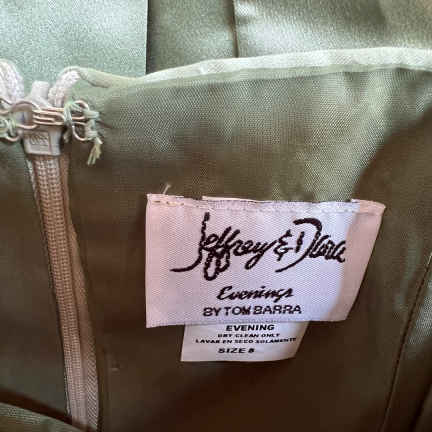 Jeffrey & Dara
Evenings
BY TOM BARRA
EVENING
DRY CLEAN ONLY
LAVAR EN SECO SOLAMENTE
SIZE 8